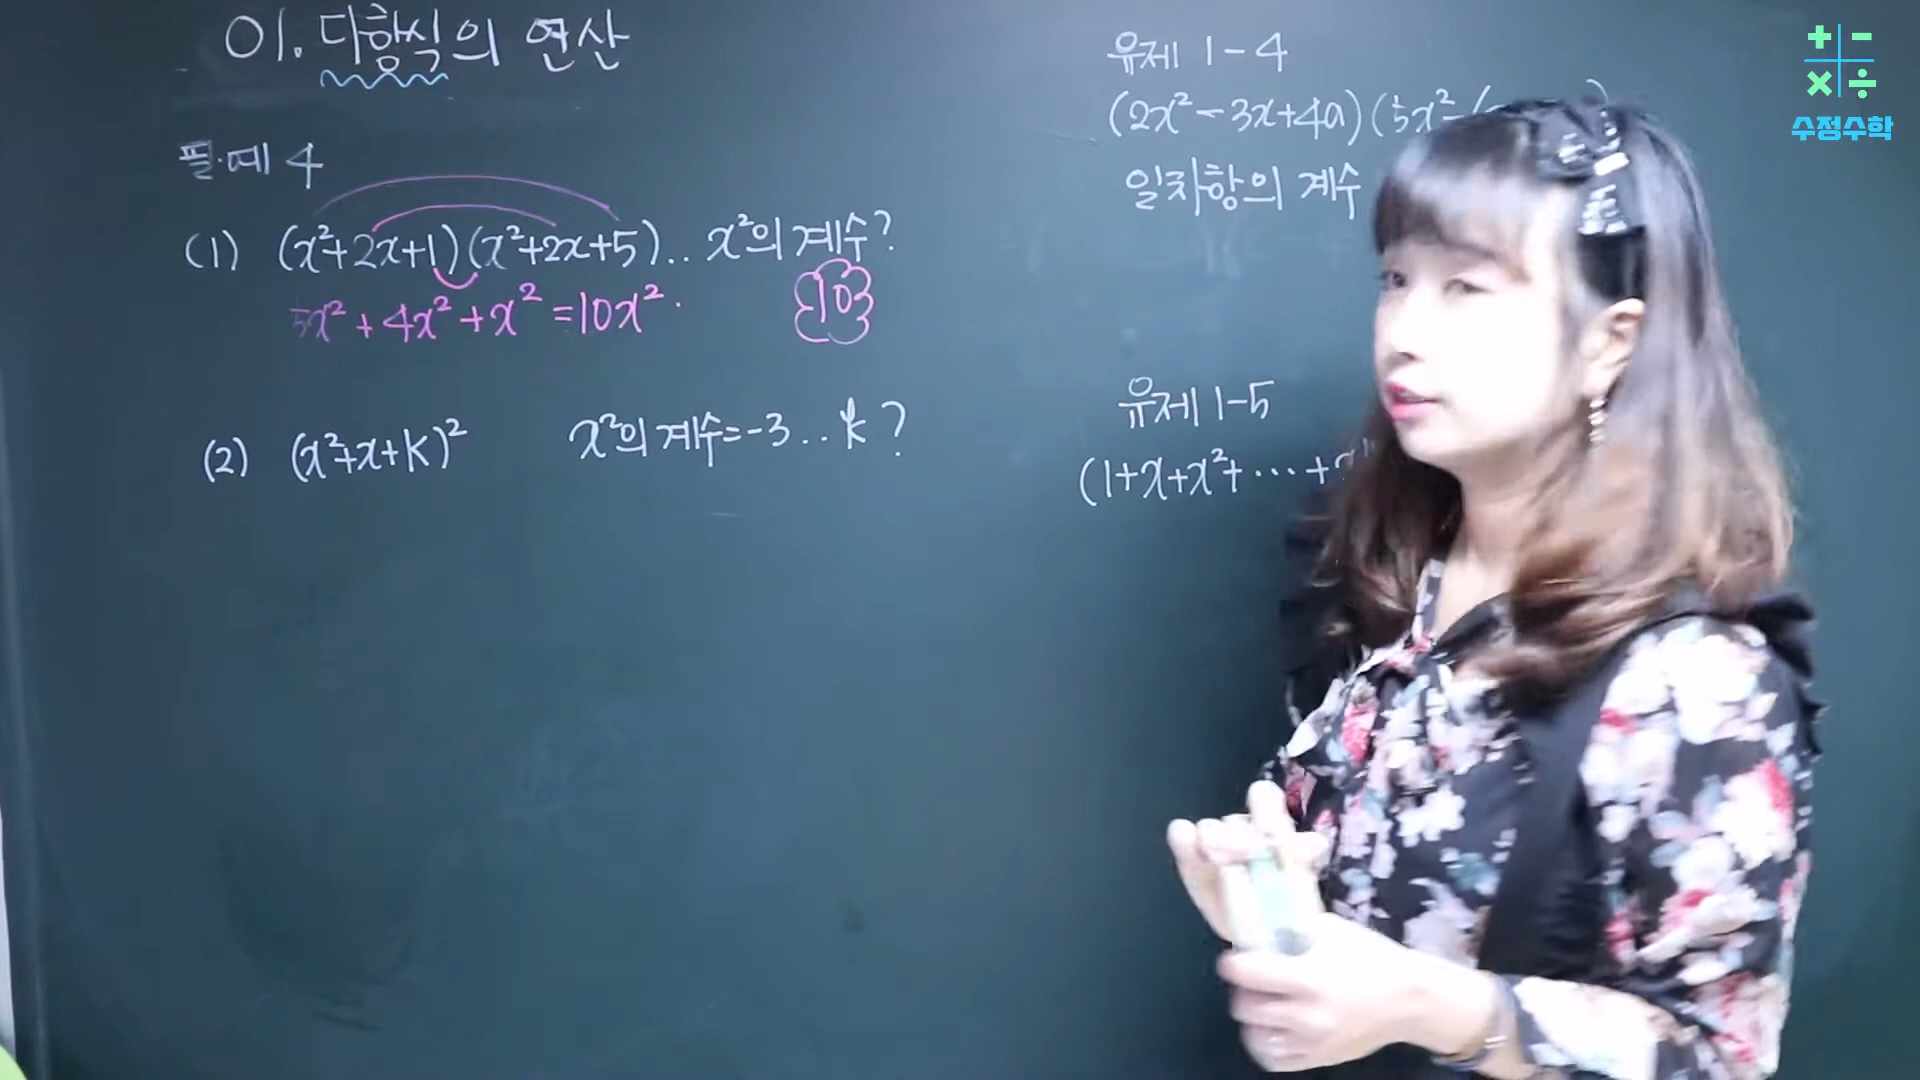 01. 다항식의 연산
필.예 4
(1) (x²+2x+1)(x²+2x+5).. x²의 계수?
5x² + 4x² + x² = 10x².
10
(2) (x²+x+k)² x²의 계수=-3.. k ?
유제 1-4
(2x²-3x+4a)(5x²-
일차항의 계수
유제 1-5
(1+x+x²+ ··· +x
수정수학